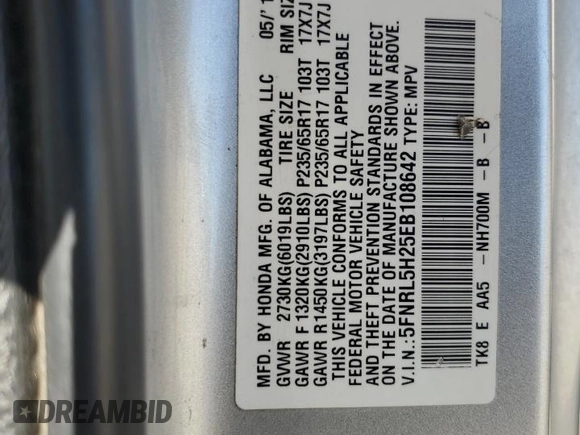 MFD. BY HONDA MFG. OF ALABAMA, LLC 05/'1
GVWR 2730KG(6019LBS) TIRE SIZE RIM SIZ
GAWR F 1320KG(2910LBS) P235/65R17 103T 17X7J
GAWR R1450KG(3197LBS) P235/65R17 103T 17X7J
THIS VEHICLE CONFORMS TO ALL APPLICABLE
FEDERAL MOTOR VEHICLE SAFETY
AND THEFT PREVENTION STANDARDS IN EFFECT
ON THE DATE OF MANUFACTURE SHOWN ABOVE.
V.I.N.:5FNRL5H25EB108642 TYPE: MPV
TK8 E AA5 -NH700M -B -B
DREAMBID